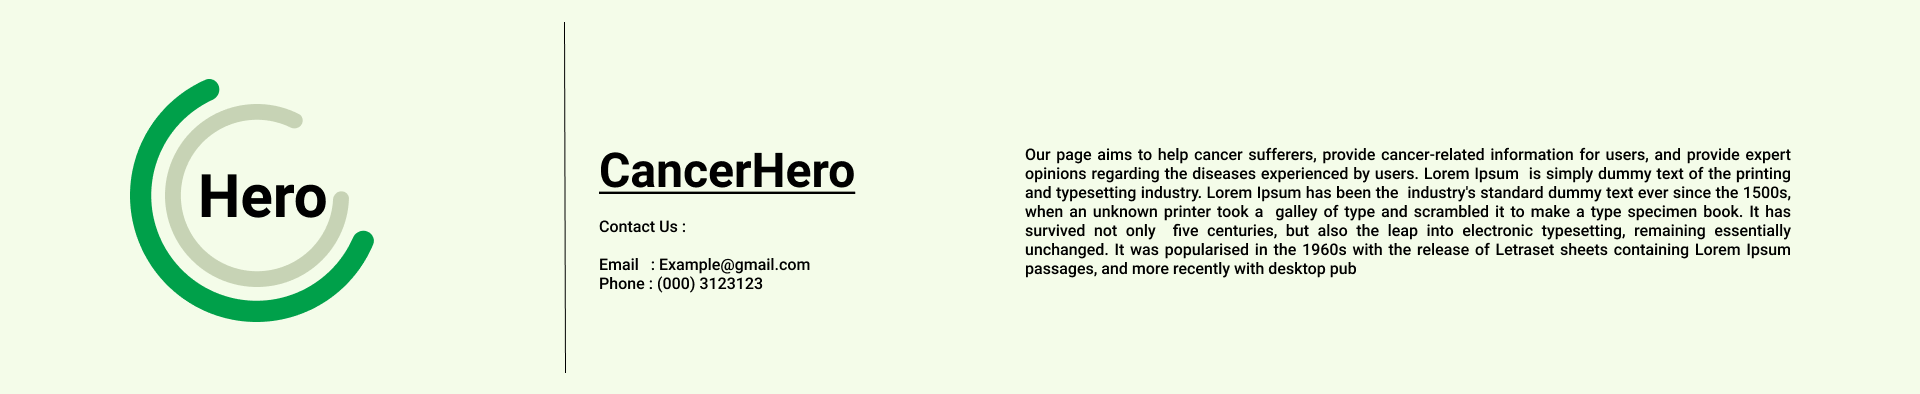 Hero
CancerHero
Contact Us :
Email   : Example@gmail.com
Phone : (000) 3123123
Our page aims to help cancer sufferers, provide cancer-related information for users, and provide expert
opinions regarding the diseases experienced by users. Lorem Ipsum  is simply dummy text of the printing
and typesetting industry. Lorem Ipsum has been the  industry's standard dummy text ever since the 1500s,
when an unknown printer took a  galley of type and scrambled it to make a type specimen book. It has
survived not only  five centuries, but also the leap into electronic typesetting, remaining essentially
unchanged. It was popularised in the 1960s with the release of Letraset sheets containing Lorem Ipsum
passages, and more recently with desktop pub